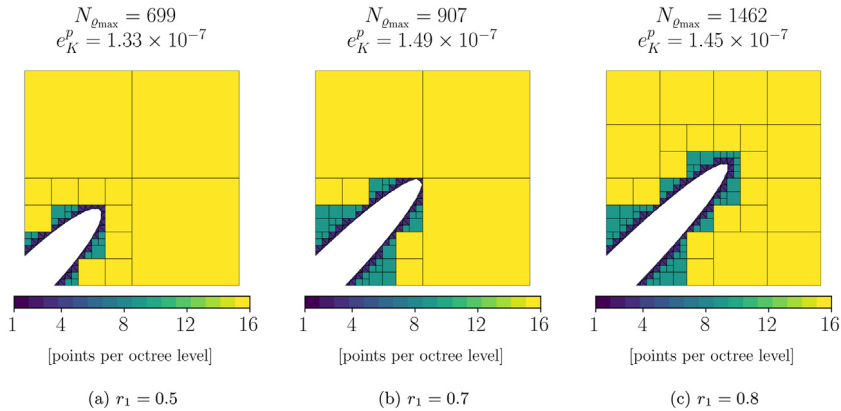 N_{ϱmax} = 699
e_K^p = 1.33 × 10^{-7}
N_{ϱmax} = 907
e_K^p = 1.49 × 10^{-7}
N_{ϱmax} = 1462
e_K^p = 1.45 × 10^{-7}
1 4 8 12 16
1 4 8 12 16
1 4 8 12 16
[points per octree level]
[points per octree level]
[points per octree level]
(a) r_1 = 0.5
(b) r_1 = 0.7
(c) r_1 = 0.8